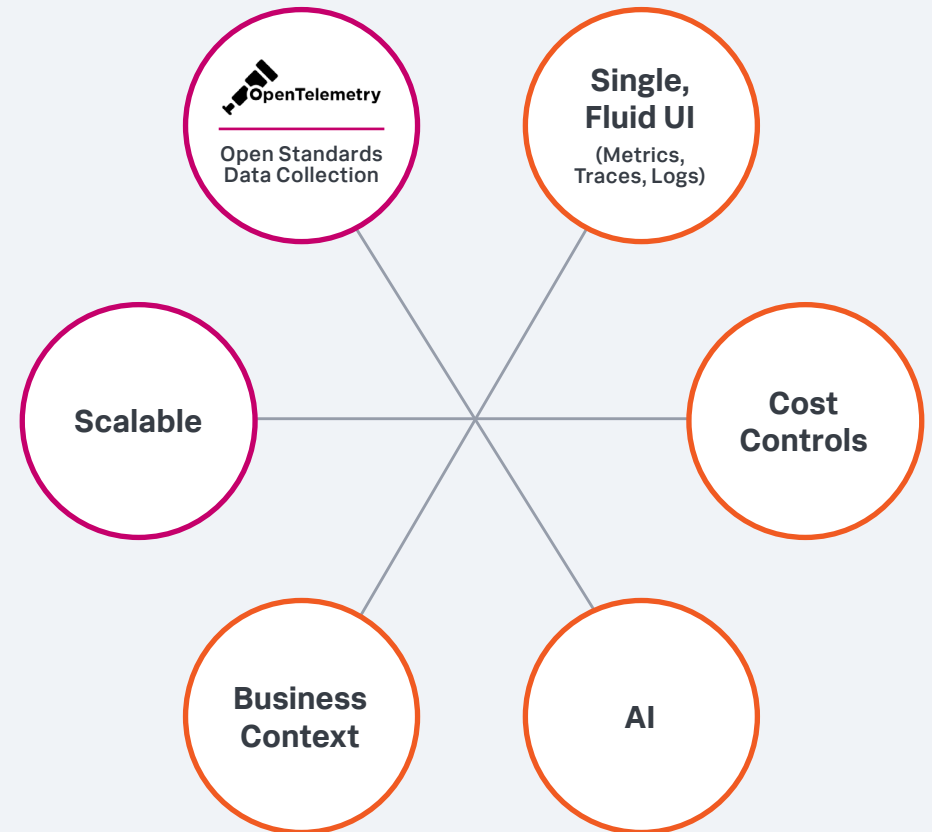 OpenTelemetry
Open Standards
Data Collection
Single,
Fluid UI
(Metrics,
Traces, Logs)
Scalable
Cost
Controls
Business
Context
AI